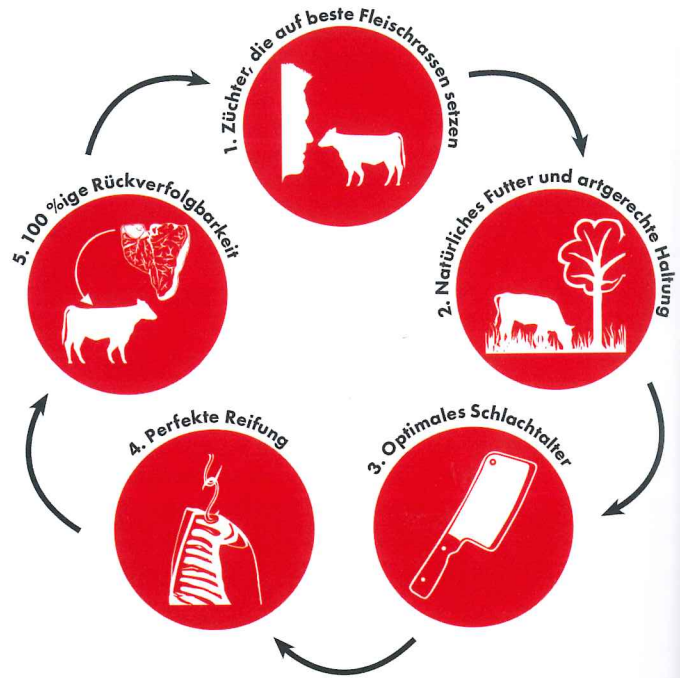 1. Züchter, die auf beste Fleischrassen setzen
2. Natürliches Futter und artgerechte Haltung
3. Optimales Schlachtalter
4. Perfekte Reifung
5. 100 %ige Rückverfolgbarkeit